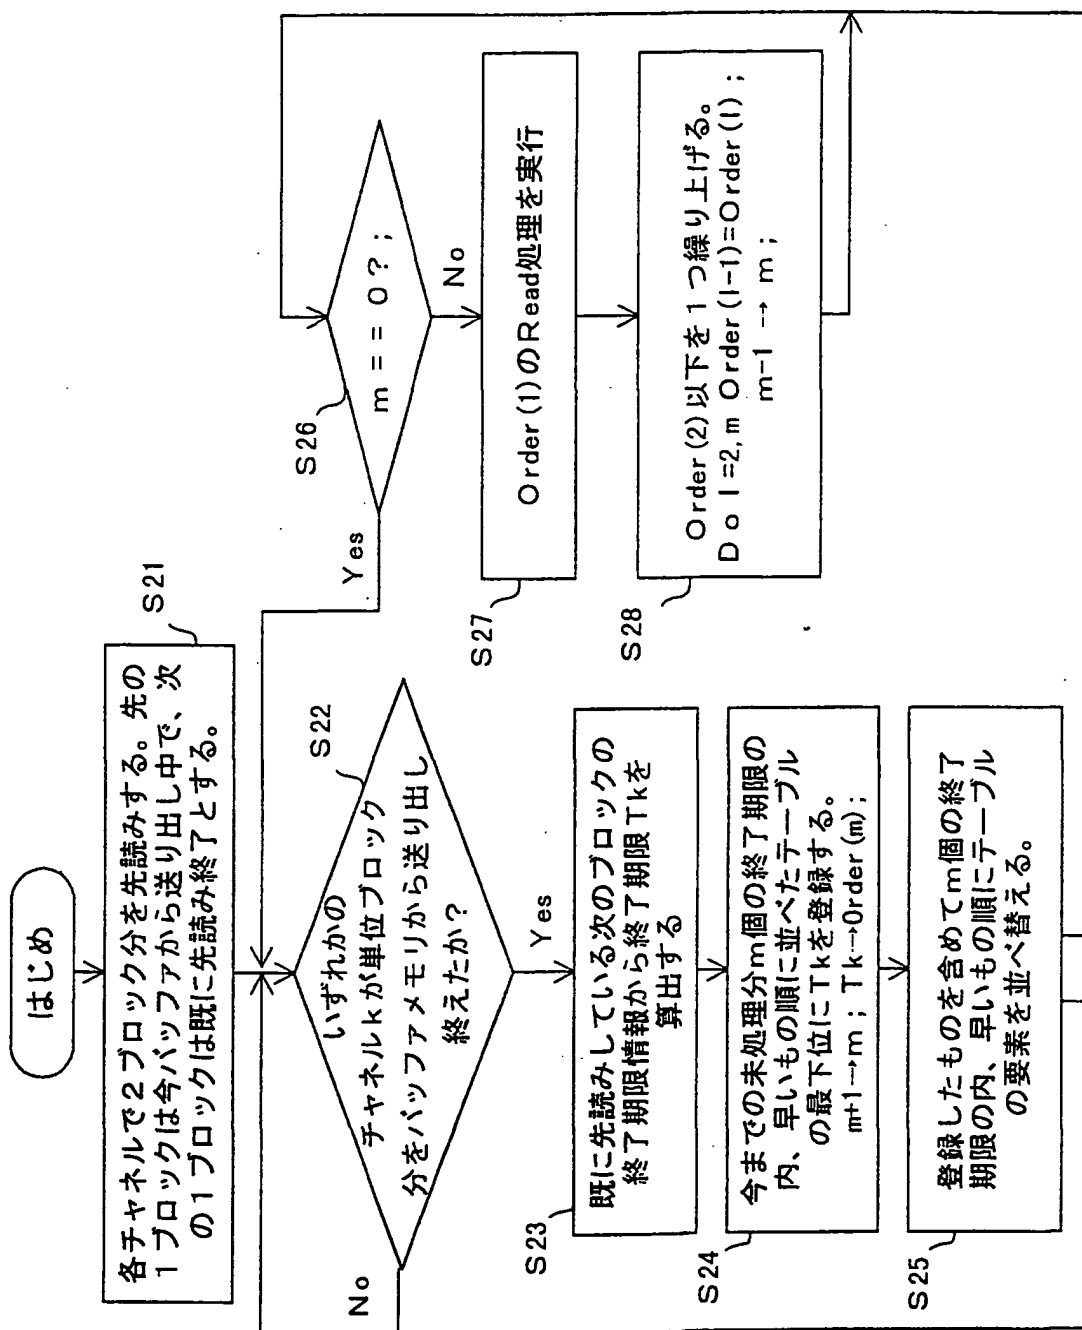 はじめ
S21
各チャネルで2ブロック分を先読みする。先の
1ブロックは今バッファから送り出し中で、次
の1ブロックは既に先読み終了とする。
S22
いずれかの
チャネルkが単位ブロック
分をバッファメモリから送り出し
終えたか?
No
Yes
S23
既に先読みしている次のブロックの
終了期限情報から終了期限Tkを
算出する
S24
今までの未処理分m個の終了期限の
内、早いもの順に並べたテーブル
の最下位にTkを登録する。
m+1→m; Tk→Order(m);
S25
登録したものを含めてm個の終了
期限の内、早いもの順にテーブル
の要素を並べ替える。
S26
m==0?;
Yes
No
S27
Order(1)のRead処理を実行
S28
Order(2)以下を1つ繰り上げる。
Do I=2,m Order(I-1)=Order(I);
m-1→m;